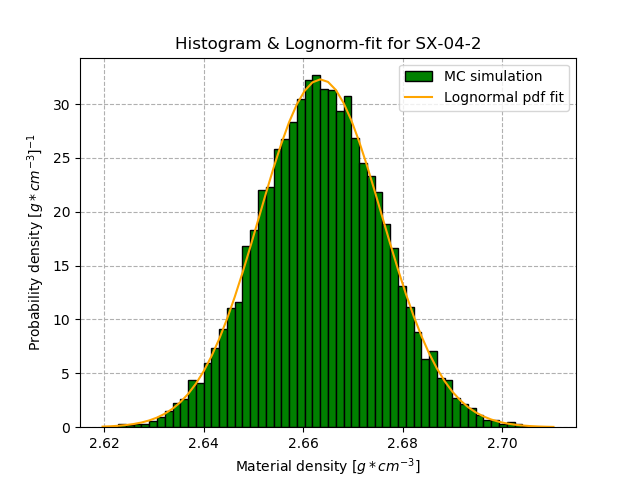 Histogram & Lognorm-fit for SX-04-2
MC simulation
Lognormal pdf fit
Probability density [g * cm⁻³]⁻¹
30
25
20
15
10
5
0
2.62 2.64 2.66 2.68 2.70
Material density [g * cm⁻³]